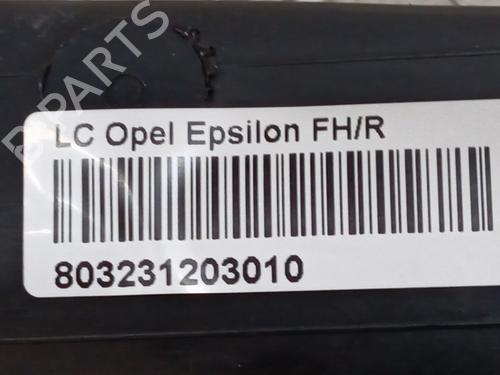 B-PARTS
LC Opel Epsilon FH/R
803231203010